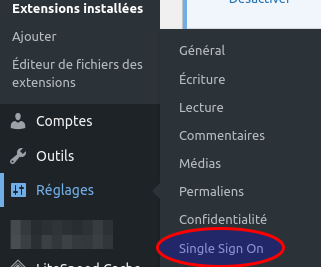 Extensions installées
Désactiver
Ajouter
Éditeur de fichiers des
extensions
Comptes
Outils
Réglages
LiteSpeed Cache
Général
Écriture
Lecture
Commentaires
Médias
Permaliens
Confidentialité
Single Sign On